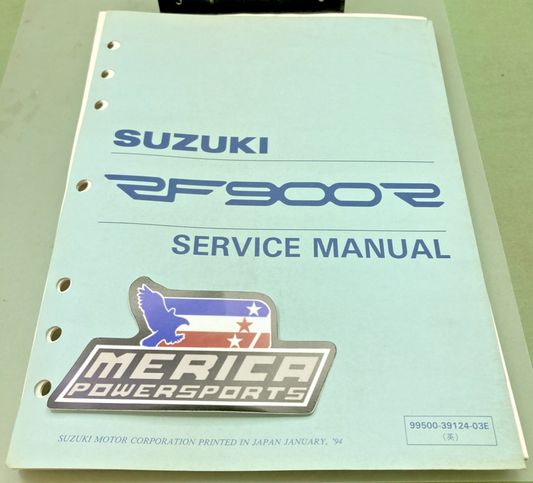 SUZUKI
RF900R
SERVICE MANUAL
MERICA
POWERSPORTS
99500-39124-03E
(英)
SUZUKI MOTOR CORPORATION PRINTED IN JAPAN JANUARY, '94